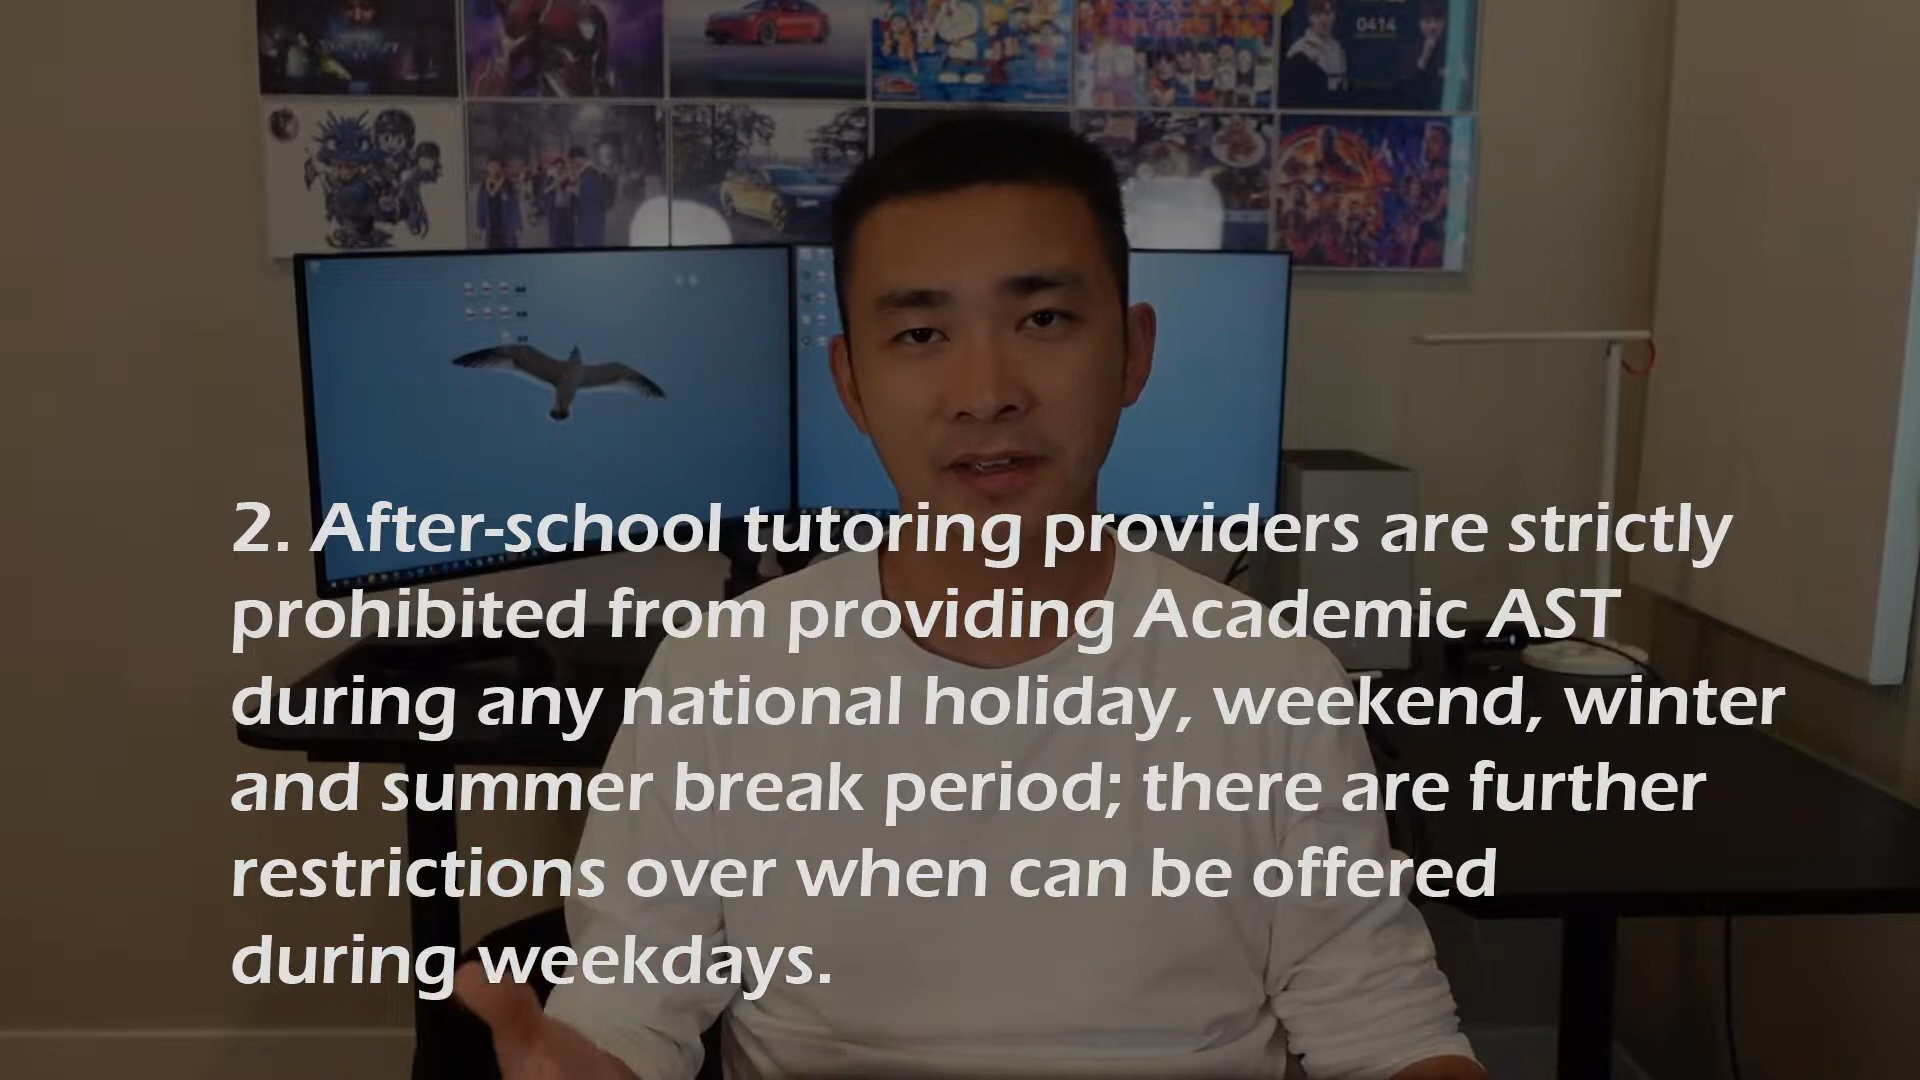 0414
2. After-school tutoring providers are strictly
prohibited from providing Academic AST
during any national holiday, weekend, winter
and summer break period; there are further
restrictions over when can be offered
during weekdays.